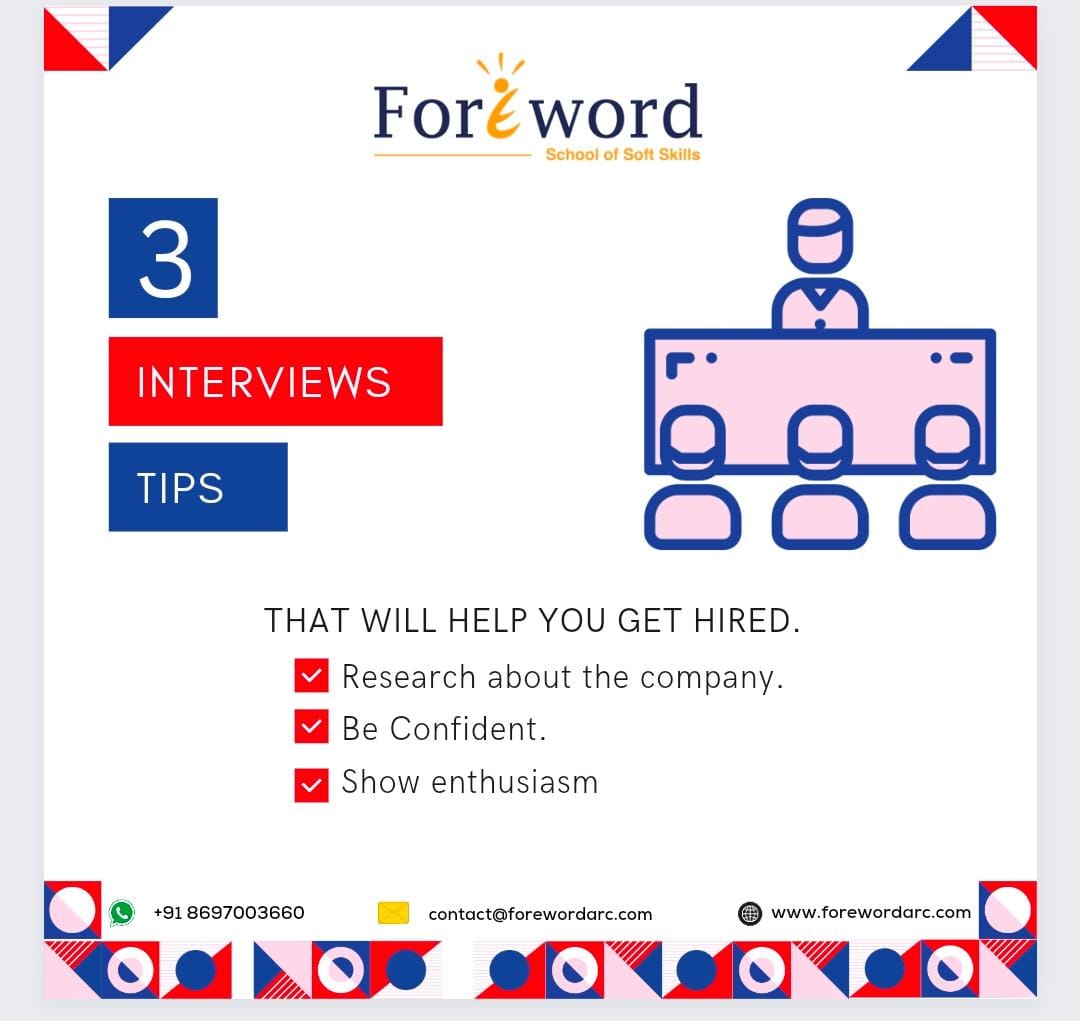 Foreword
School of Soft Skills
3
INTERVIEWS
TIPS
THAT WILL HELP YOU GET HIRED.
Research about the company.
Be Confident.
Show enthusiasm
+91 8697003660
contact@forewordarc.com
www.forewordarc.com